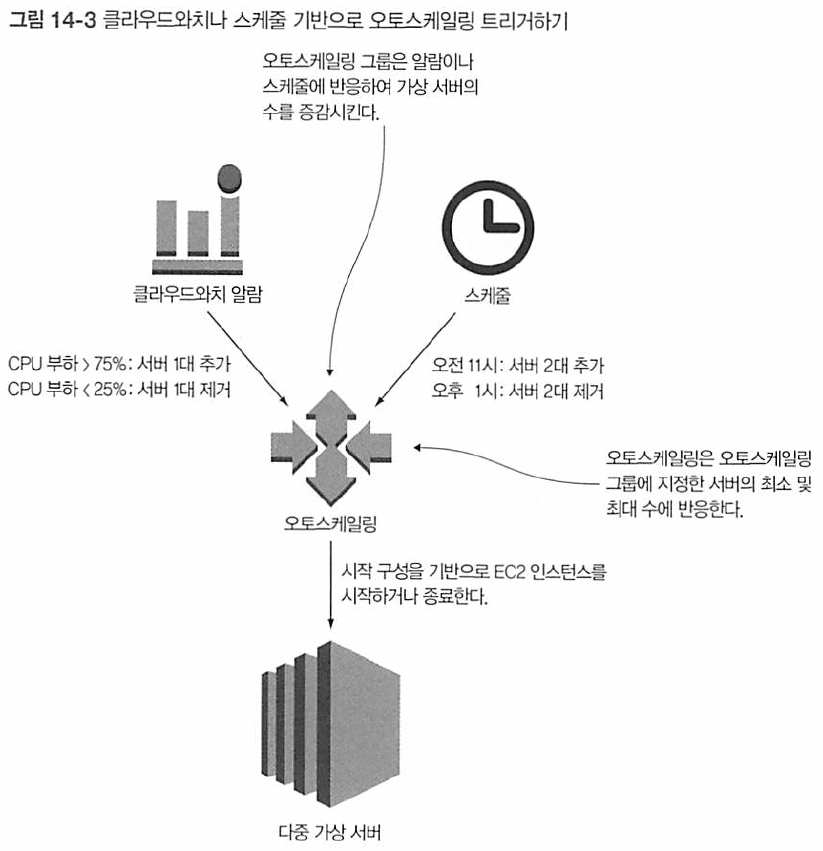 그림 14-3 클라우드와치나 스케줄 기반으로 오토스케일링 트리거하기
오토스케일링 그룹은 알람이나
스케줄에 반응하여 가상 서버의
수를 증감시킨다.
클라우드와치 알람
스케줄
CPU 부하 > 75%: 서버 1대 추가
CPU 부하 < 25%: 서버 1대 제거
오전 11시: 서버 2대 추가
오후 1시: 서버 2대 제거
오토스케일링은 오토스케일링
그룹에 지정한 서버의 최소 및
최대 수에 반응한다.
오토스케일링
시작 구성을 기반으로 EC2 인스턴스를
시작하거나 종료한다.
다중 가상 서버